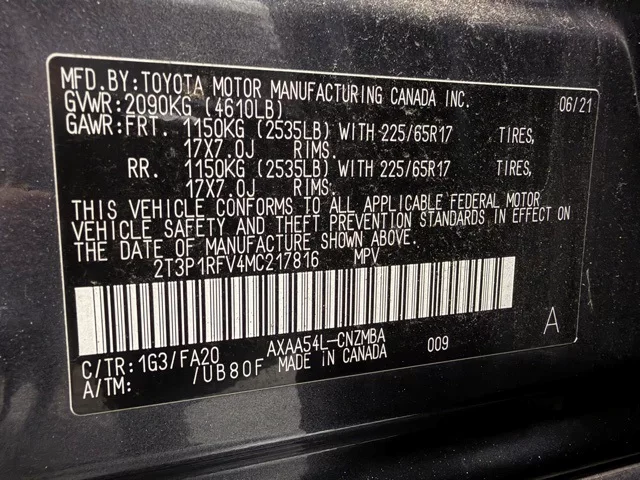 MFD.BY:TOYOTA MOTOR MANUFACTURING CANADA INC. 06/21
GVWR:2090KG (4610LB)
GAWR:FRT. 1150KG (2535LB) WITH 225/65R17 TIRES,
17X7.0J RIMS.
RR. 1150KG (2535LB) WITH 225/65R17 TIRES,
17X7.0J RIMS.
THIS VEHICLE CONFORMS TO ALL APPLICABLE FEDERAL MOTOR
VEHICLE SAFETY AND THEFT PREVENTION STANDARDS IN EFFECT ON
THE DATE OF MANUFACTURE SHOWN ABOVE.
2T3P1RFV4MC217816 MPV
A
C/TR:1G3/FA20 AXAA54L-CNZMBA 009
A/TM: /UB80F MADE IN CANADA